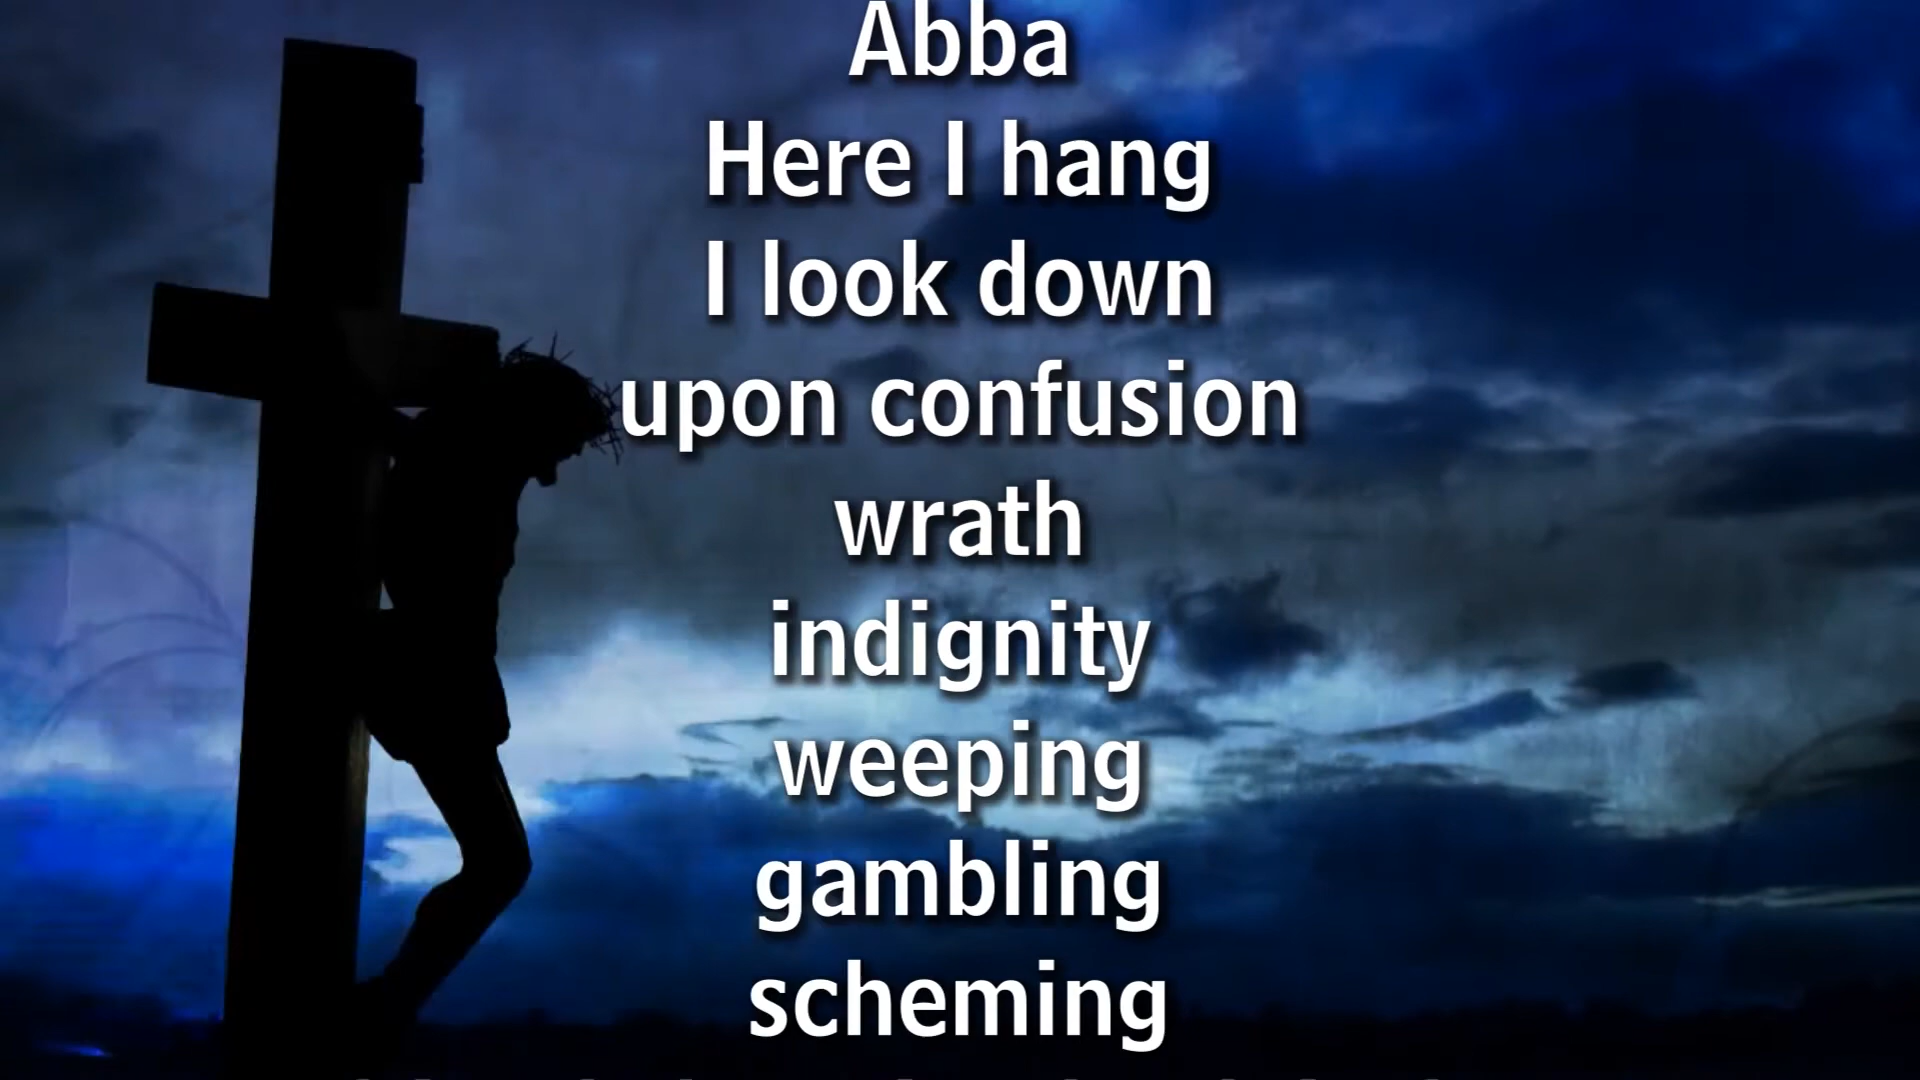 Abba
Here I hang
I look down
upon confusion
wrath
indignity
weeping
gambling
scheming